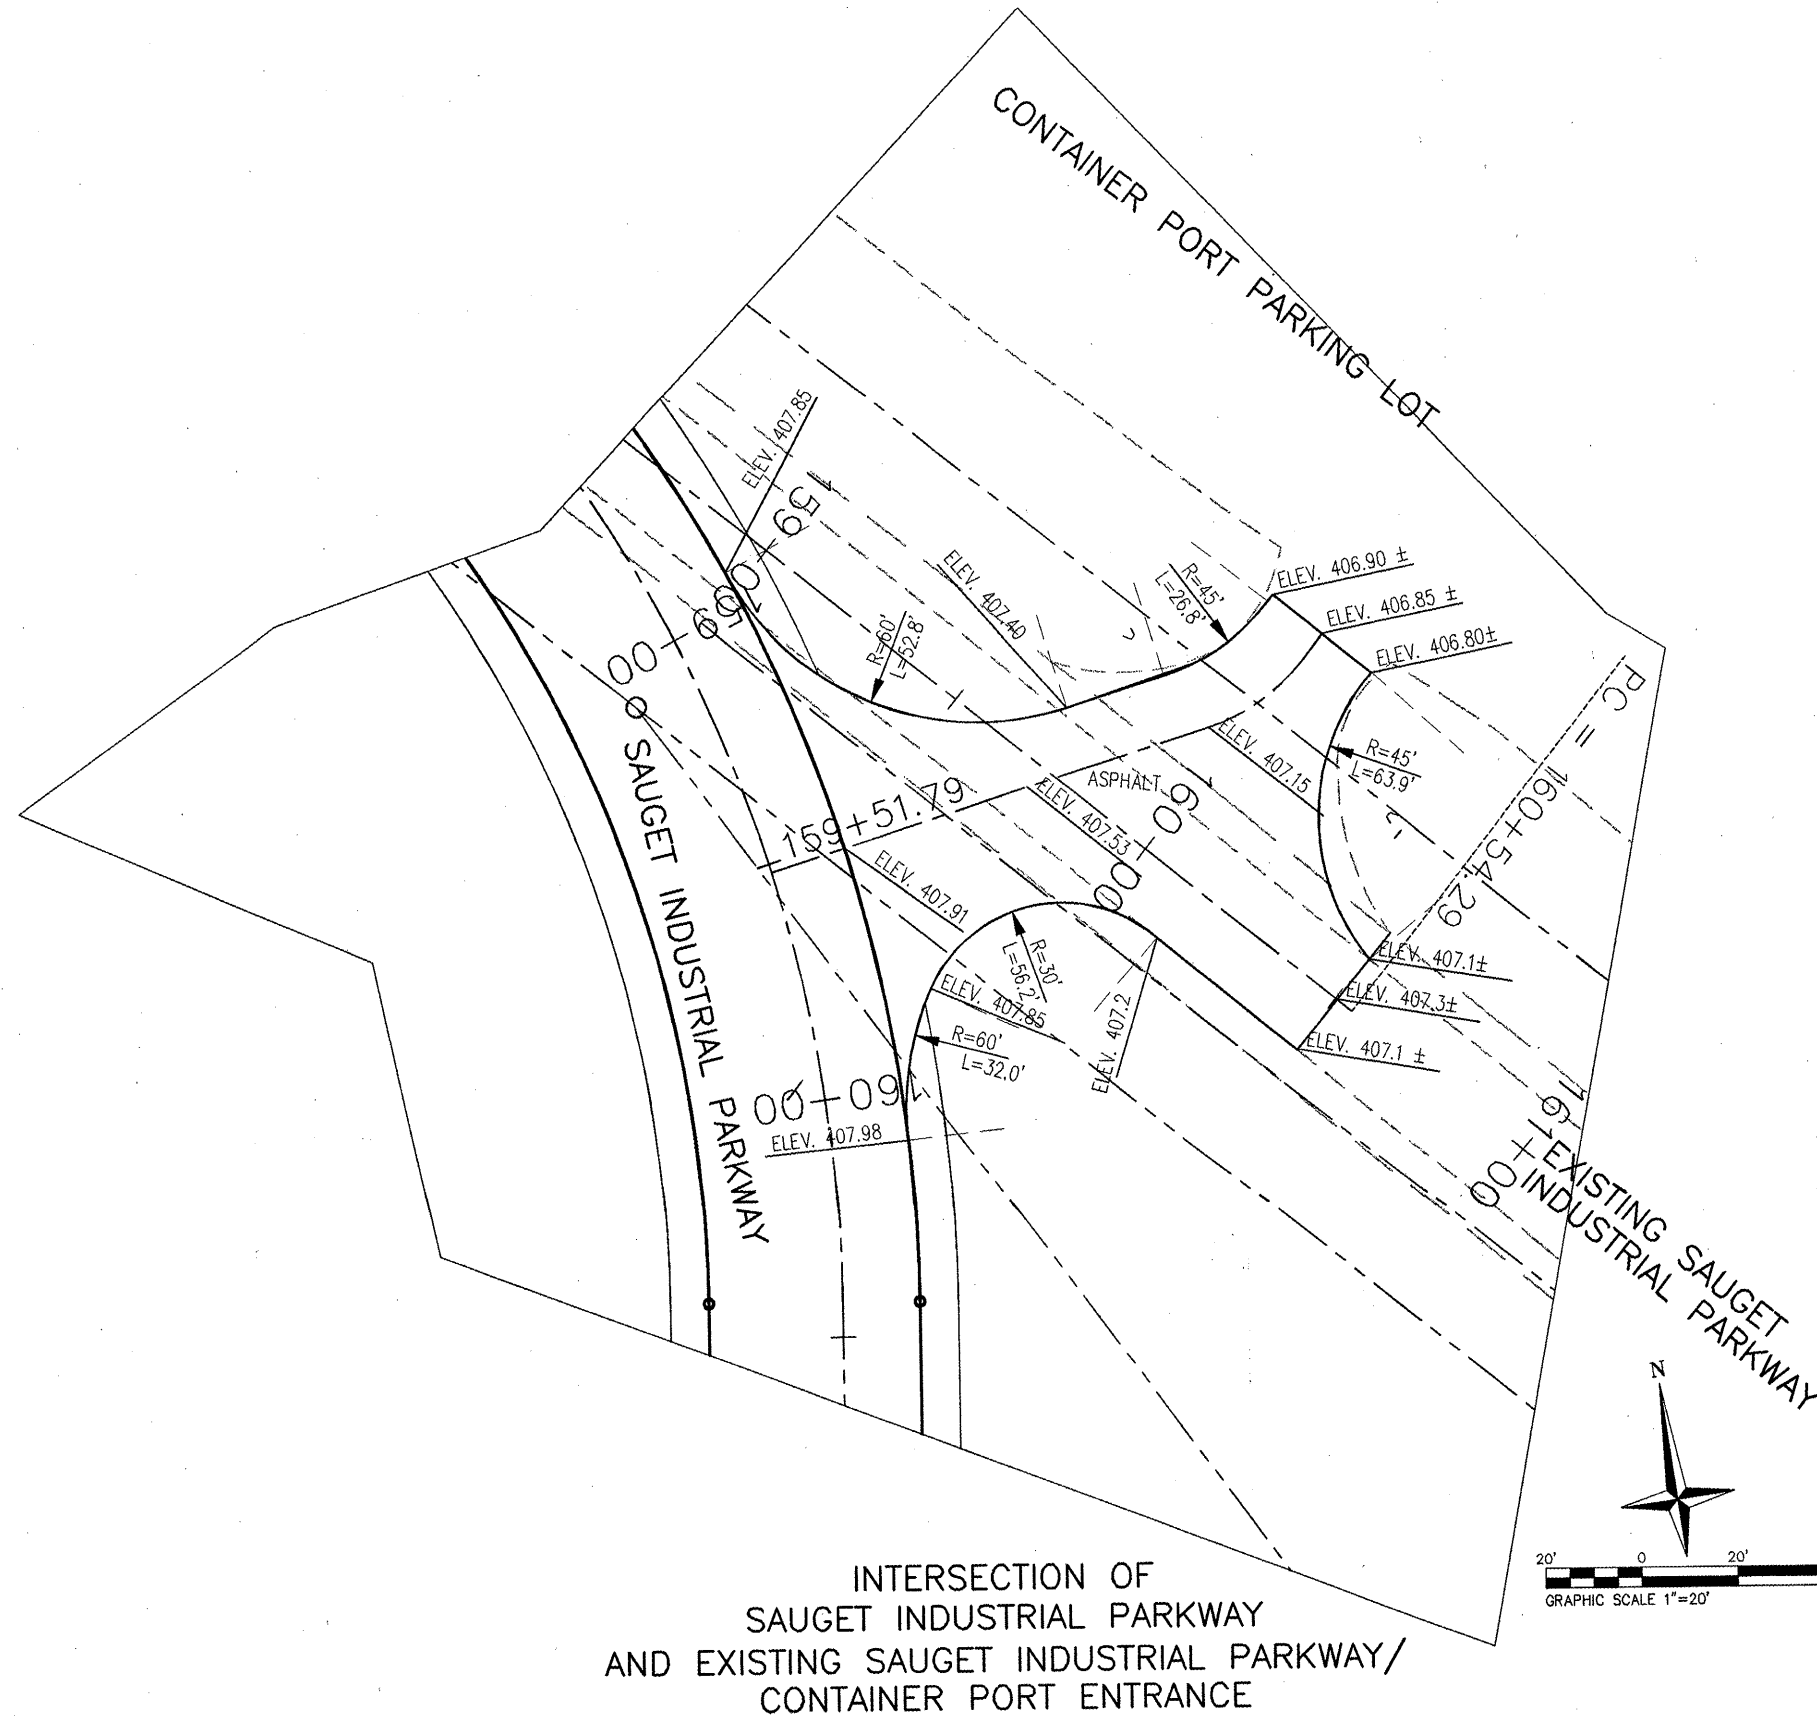 CONTAINER PORT PARKING LOT
ELEV. 407.85
159
159+00
ELEV. 407.40
R=45'
L=26.8'
ELEV. 406.90 ±
ELEV. 406.85 ±
ELEV. 406.80±
R=60'
L=52.8'
PC = 160+54.29
SAUGET INDUSTRIAL PARKWAY
159+51.79
ASPHALT
ELEV. 407.15
R=45'
L=63.9'
ELEV. 407.53
160+00
ELEV. 407.91
R=30'
L=56.2'
ELEV. 407.85
ELEV. 407.2
ELEV. 407.1±
ELEV. 407.3±
ELEV. 407.1 ±
R=60'
L=32.0'
160+00
ELEV. 407.98
161+00
EXISTING SAUGET
INDUSTRIAL PARKWAY
N
20' 0 20'
GRAPHIC SCALE 1"=20'
INTERSECTION OF
SAUGET INDUSTRIAL PARKWAY
AND EXISTING SAUGET INDUSTRIAL PARKWAY/
CONTAINER PORT ENTRANCE